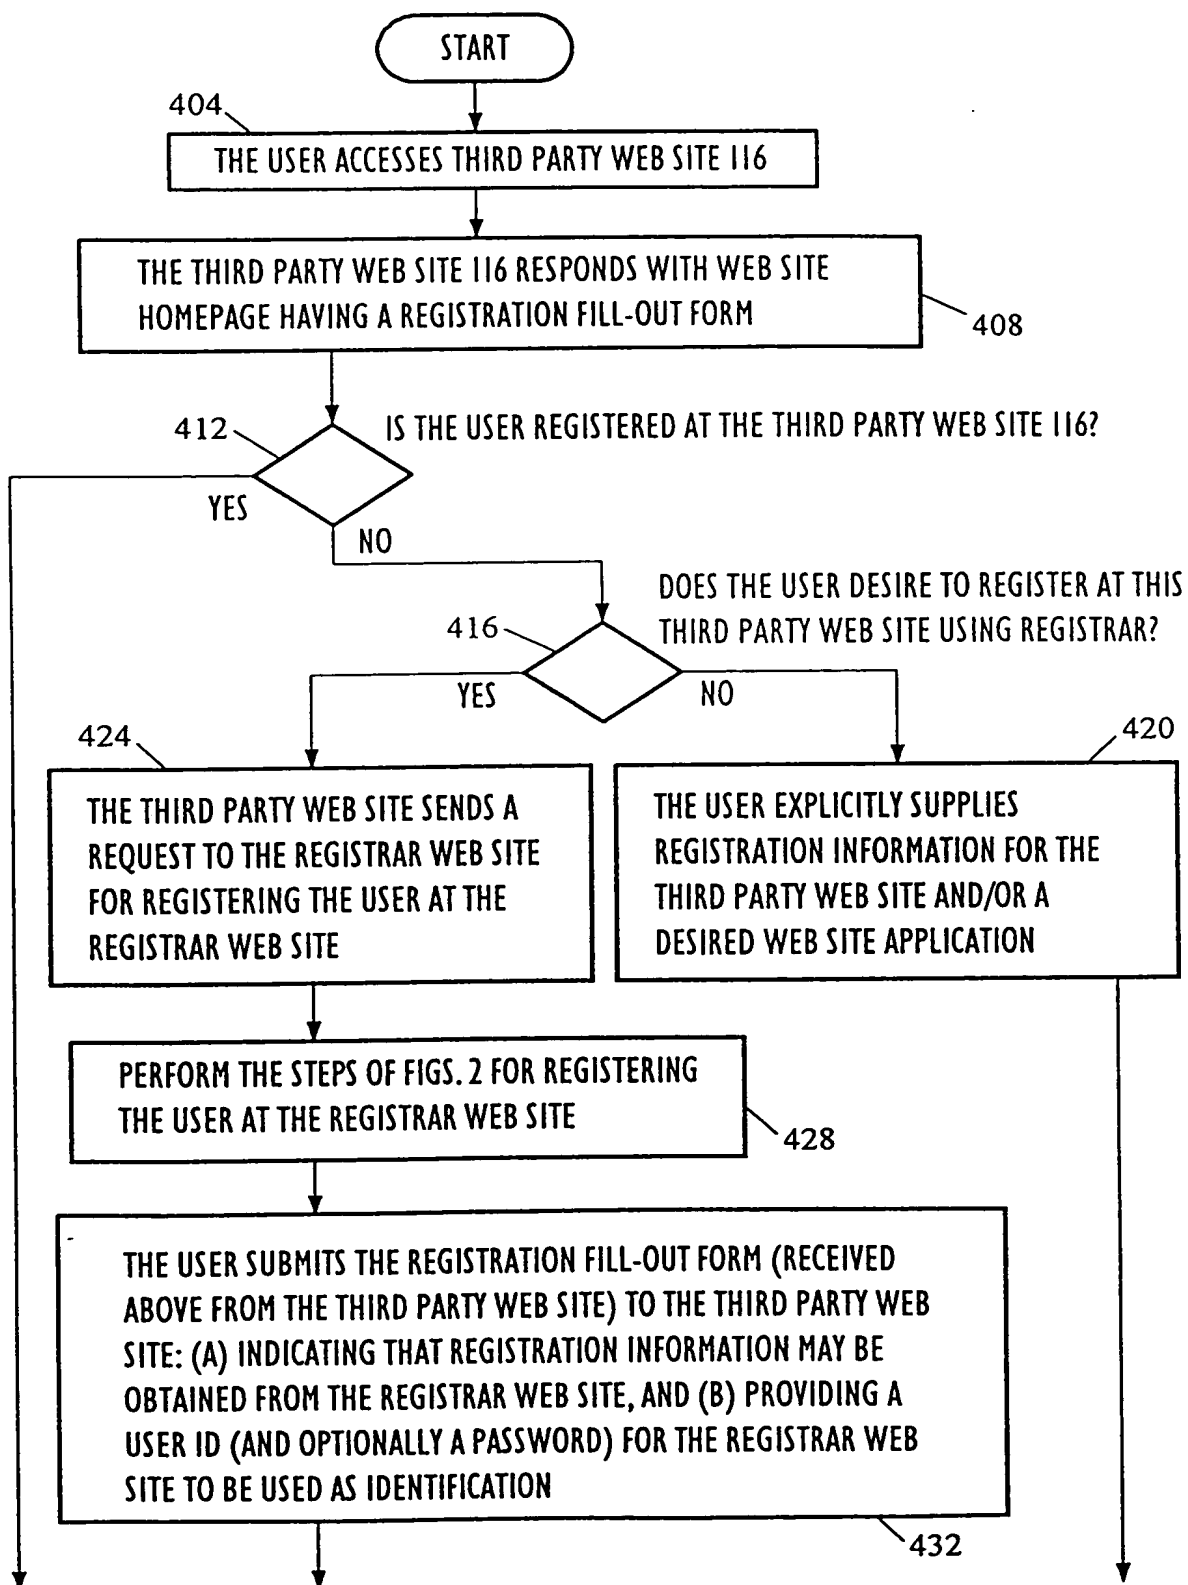 START
404
THE USER ACCESSES THIRD PARTY WEB SITE 116
THE THIRD PARTY WEB SITE 116 RESPONDS WITH WEB SITE
HOMEPAGE HAVING A REGISTRATION FILL-OUT FORM
408
412
IS THE USER REGISTERED AT THE THIRD PARTY WEB SITE 116?
YES
NO
DOES THE USER DESIRE TO REGISTER AT THIS
THIRD PARTY WEB SITE USING REGISTRAR?
416
YES
NO
424
420
THE THIRD PARTY WEB SITE SENDS A
REQUEST TO THE REGISTRAR WEB SITE
FOR REGISTERING THE USER AT THE
REGISTRAR WEB SITE
THE USER EXPLICITLY SUPPLIES
REGISTRATION INFORMATION FOR THE
THIRD PARTY WEB SITE AND/OR A
DESIRED WEB SITE APPLICATION
PERFORM THE STEPS OF FIGS. 2 FOR REGISTERING
THE USER AT THE REGISTRAR WEB SITE
428
THE USER SUBMITS THE REGISTRATION FILL-OUT FORM (RECEIVED
ABOVE FROM THE THIRD PARTY WEB SITE) TO THE THIRD PARTY WEB
SITE: (A) INDICATING THAT REGISTRATION INFORMATION MAY BE
OBTAINED FROM THE REGISTRAR WEB SITE, AND (B) PROVIDING A
USER ID (AND OPTIONALLY A PASSWORD) FOR THE REGISTRAR WEB
SITE TO BE USED AS IDENTIFICATION
432